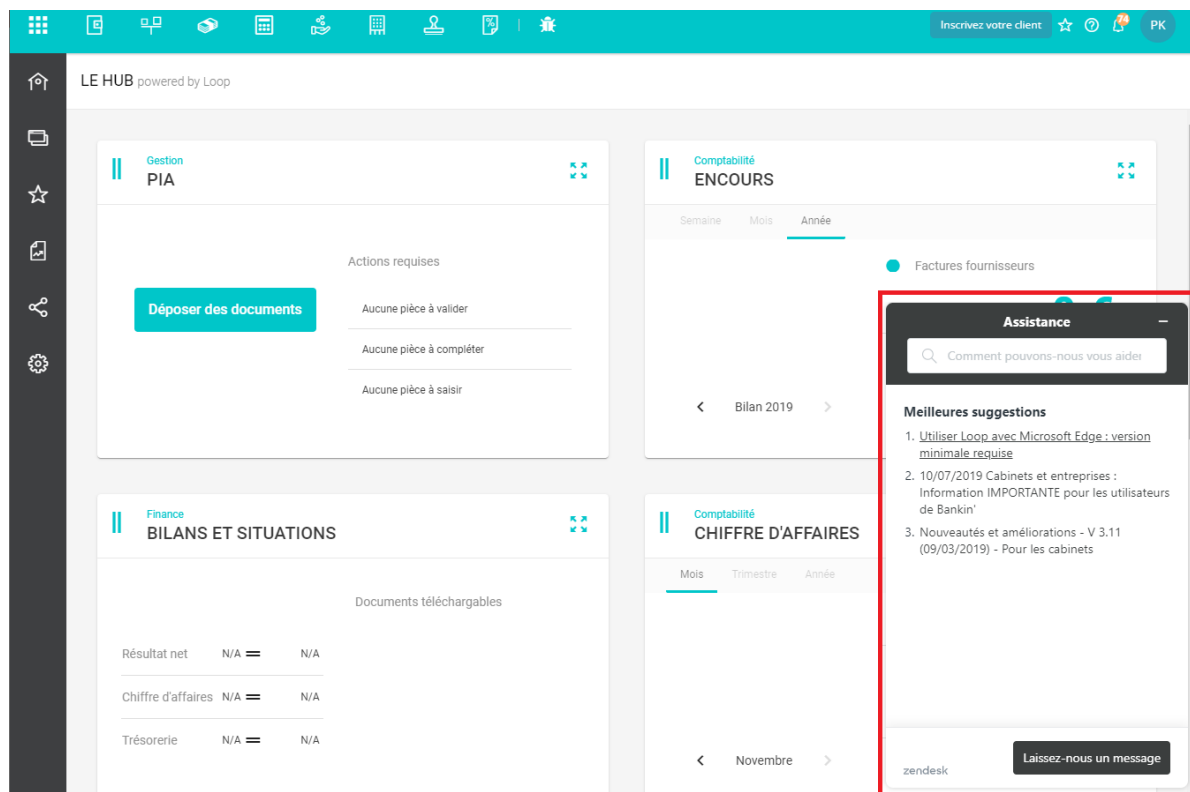 Inscrivez votre client
74
PK
LE HUB powered by Loop
Gestion
PIA
Actions requises
Déposer des documents
Aucune pièce à valider
Aucune pièce à compléter
Aucune pièce à saisir
Comptabilité
ENCOURS
Semaine Mois Année
Factures fournisseurs
Bilan 2019
Finance
BILANS ET SITUATIONS
Documents téléchargables
Résultat net N/A N/A
Chiffre d'affaires N/A N/A
Trésorerie N/A N/A
Comptabilité
CHIFFRE D'AFFAIRES
Mois Trimestre Année
Novembre
Assistance
Comment pouvons-nous vous aider
Meilleures suggestions
1. Utiliser Loop avec Microsoft Edge : version
minimale requise
2. 10/07/2019 Cabinets et entreprises :
Information IMPORTANTE pour les utilisateurs
de Bankin'
3. Nouveautés et améliorations - V 3.11
(09/03/2019) - Pour les cabinets
zendesk
Laissez-nous un message